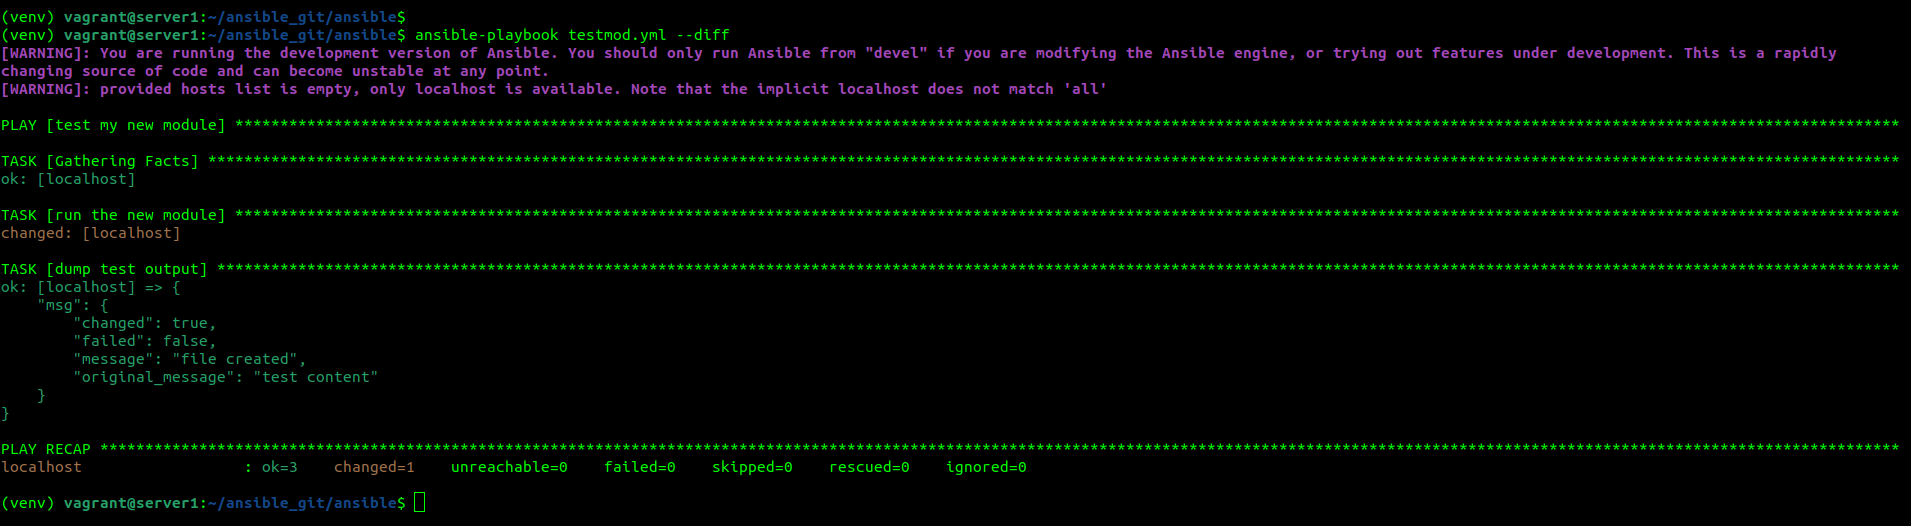 (venv) vagrant@server1:~/ansible_git/ansible$
(venv) vagrant@server1:~/ansible_git/ansible$ ansible-playbook testmod.yml --diff
[WARNING]: You are running the development version of Ansible. You should only run Ansible from "devel" if you are modifying the Ansible engine, or trying out features under development. This is a rapidly
changing source of code and can become unstable at any point.
[WARNING]: provided hosts list is empty, only localhost is available. Note that the implicit localhost does not match 'all'
PLAY [test my new module] ****************************************************************************************************************************************************************************************
TASK [Gathering Facts] *******************************************************************************************************************************************************************************************
ok: [localhost]
TASK [run the new module] ****************************************************************************************************************************************************************************************
changed: [localhost]
TASK [dump test output] ******************************************************************************************************************************************************************************************
ok: [localhost] => {
    "msg": {
        "changed": true,
        "failed": false,
        "message": "file created",
        "original_message": "test content"
    }
}
PLAY RECAP *******************************************************************************************************************************************************************************************************
localhost                  : ok=3    changed=1    unreachable=0    failed=0    skipped=0    rescued=0    ignored=0
(venv) vagrant@server1:~/ansible_git/ansible$